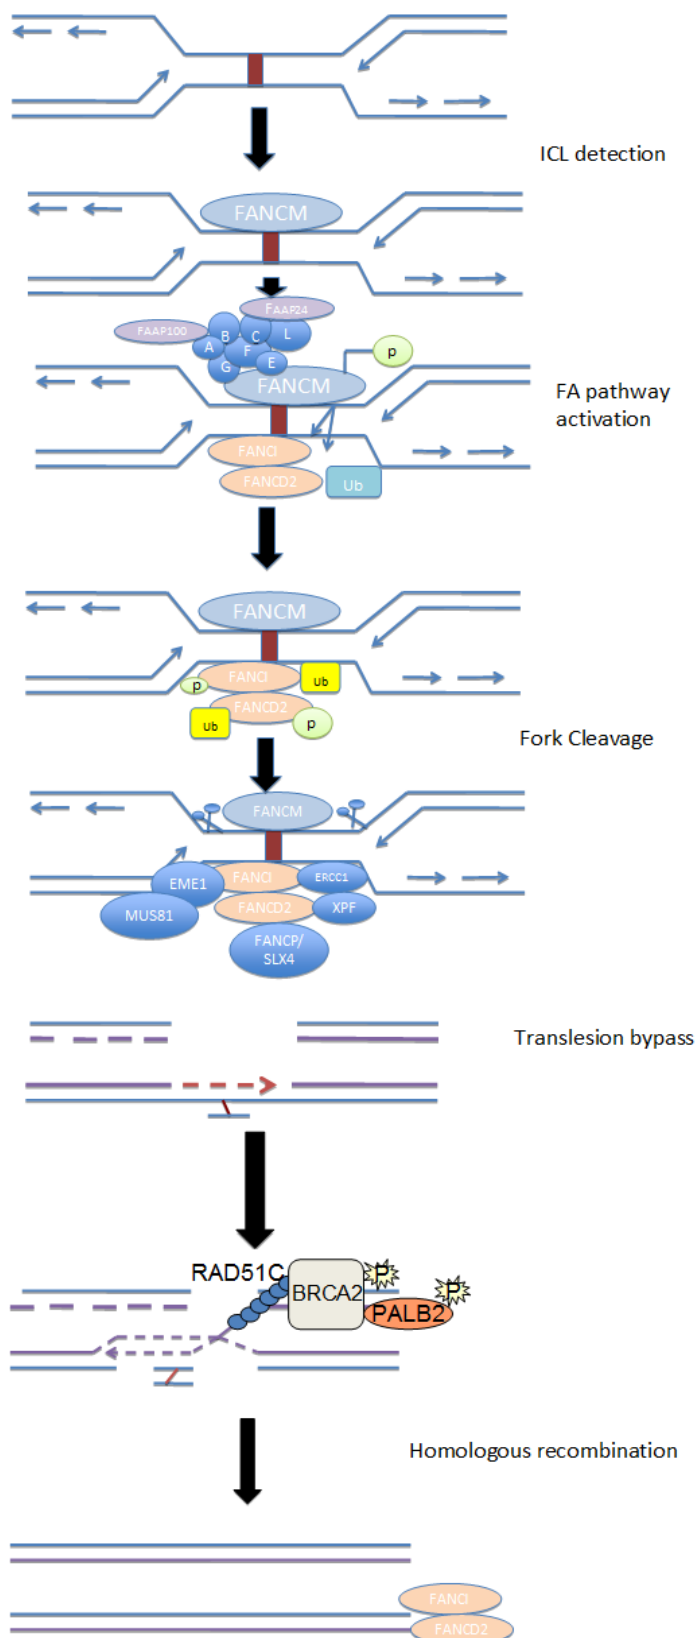 ICL detection
FANCM
FAAP24
FAAP100
B
C
L
A
F
E
G
p
FANCM
FA pathway
activation
FANCI
FANCD2
Ub
FANCM
FANCI
Ub
p
FANCD2
Ub
p
Fork Cleavage
FANCM
EME1
FANCI
ERCC1
MUS81
FANCD2
XPF
FANCP/
SLX4
Translesion bypass
RAD51C
BRCA2
P
P
PALB2
Homologous recombination
FANCI
FANCD2